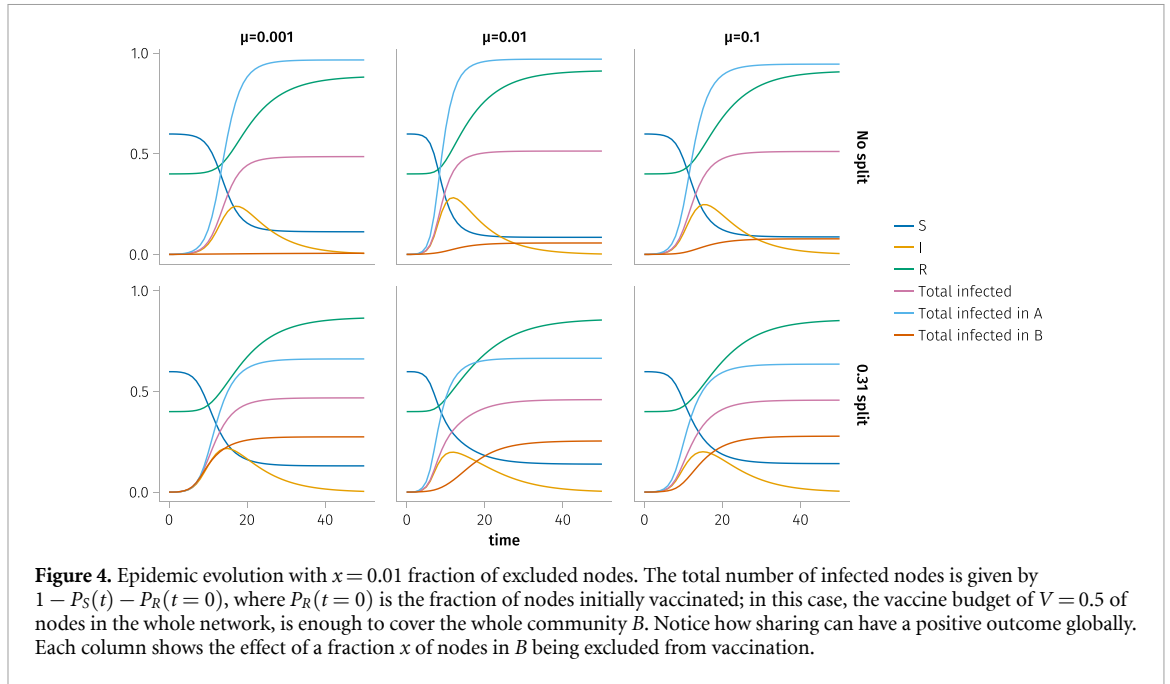 μ=0.001 μ=0.01 μ=0.1
1.0
0.5
0.0
No split
S
I
R
Total infected
Total infected in A
Total infected in B
1.0
0.5
0.0
0.31 split
0 20 40 0 20 40 0 20 40
time
Figure 4. Epidemic evolution with x = 0.01 fraction of excluded nodes. The total number of infected nodes is given by
1 − P_S(t) − P_R(t = 0), where P_R(t = 0) is the fraction of nodes initially vaccinated; in this case, the vaccine budget of V = 0.5 of
nodes in the whole network, is enough to cover the whole community B. Notice how sharing can have a positive outcome globally.
Each column shows the effect of a fraction x of nodes in B being excluded from vaccination.